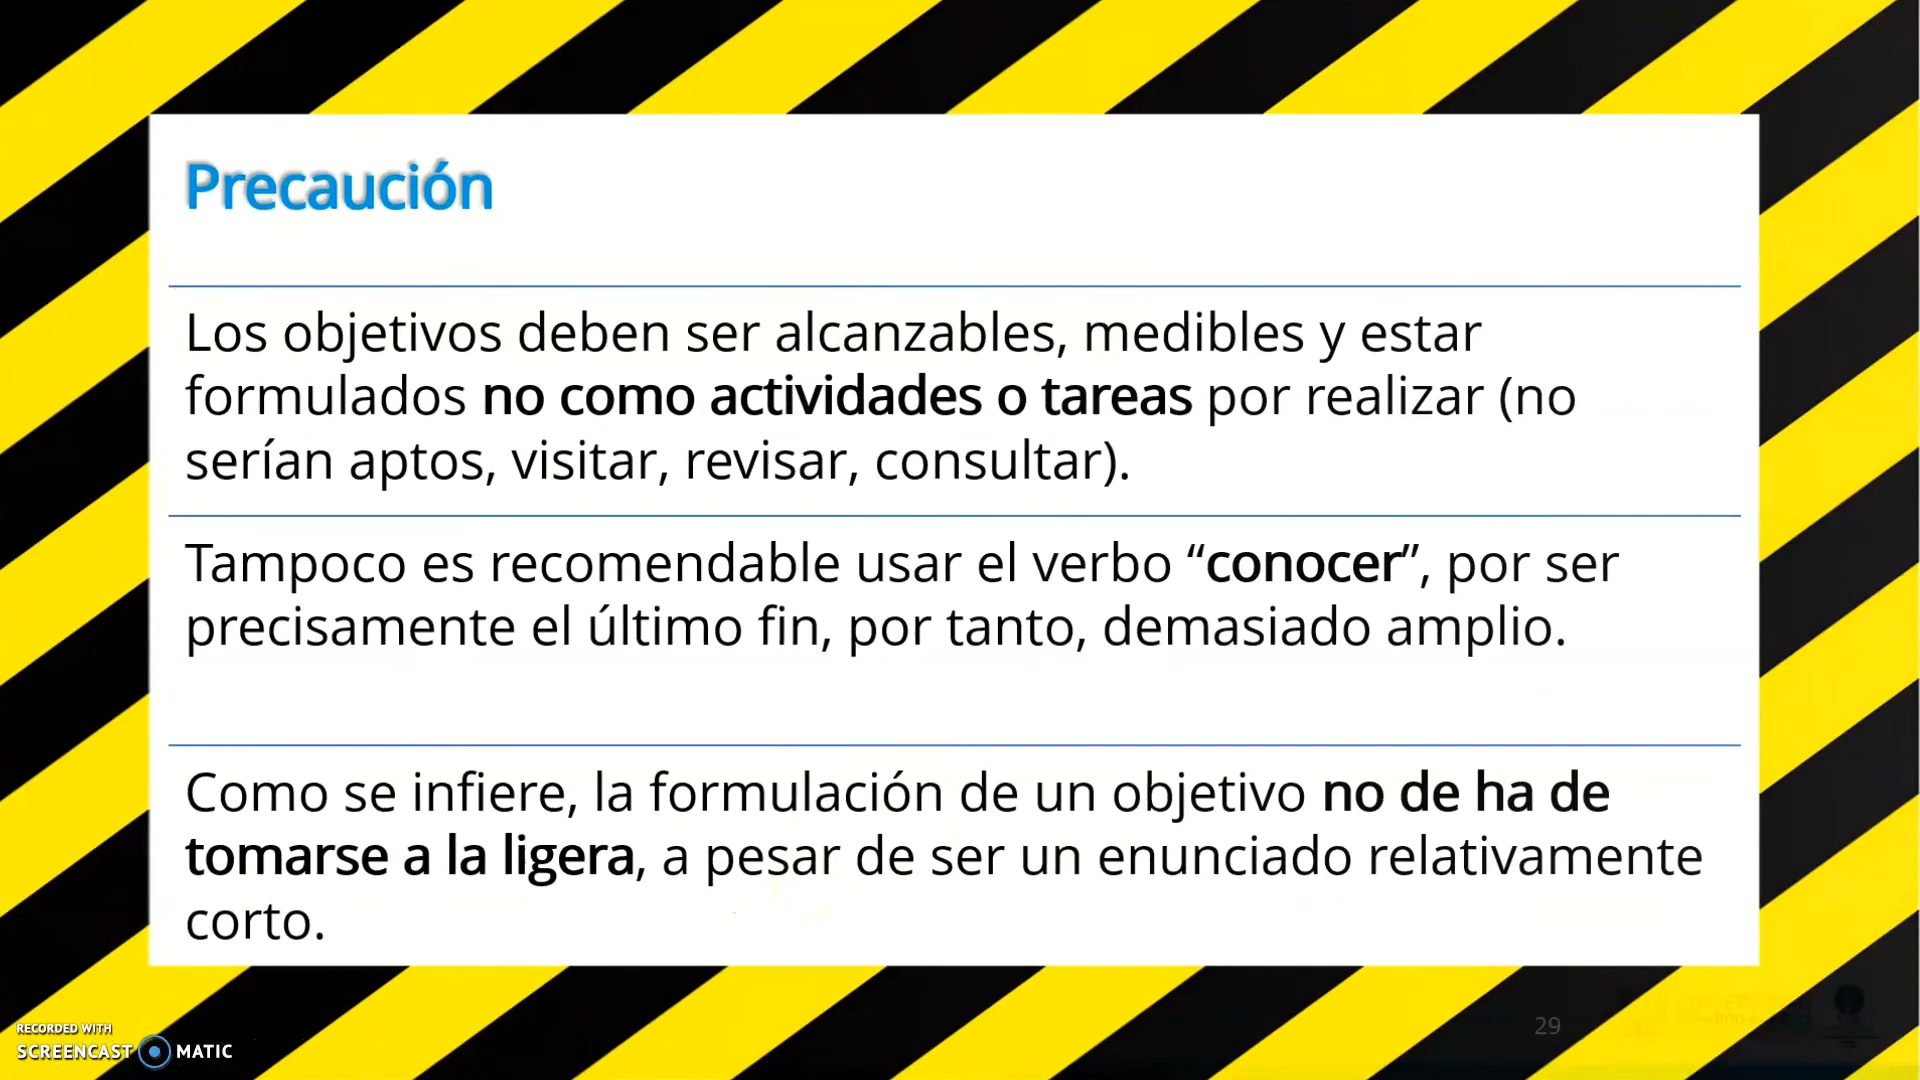 Precaución
Los objetivos deben ser alcanzables, medibles y estar
formulados no como actividades o tareas por realizar (no
serían aptos, visitar, revisar, consultar).
Tampoco es recomendable usar el verbo “conocer”, por ser
precisamente el último fin, por tanto, demasiado amplio.
Como se infiere, la formulación de un objetivo no de ha de
tomarse a la ligera, a pesar de ser un enunciado relativamente
corto.
29
RECORDED WITH
SCREENCAST MATIC